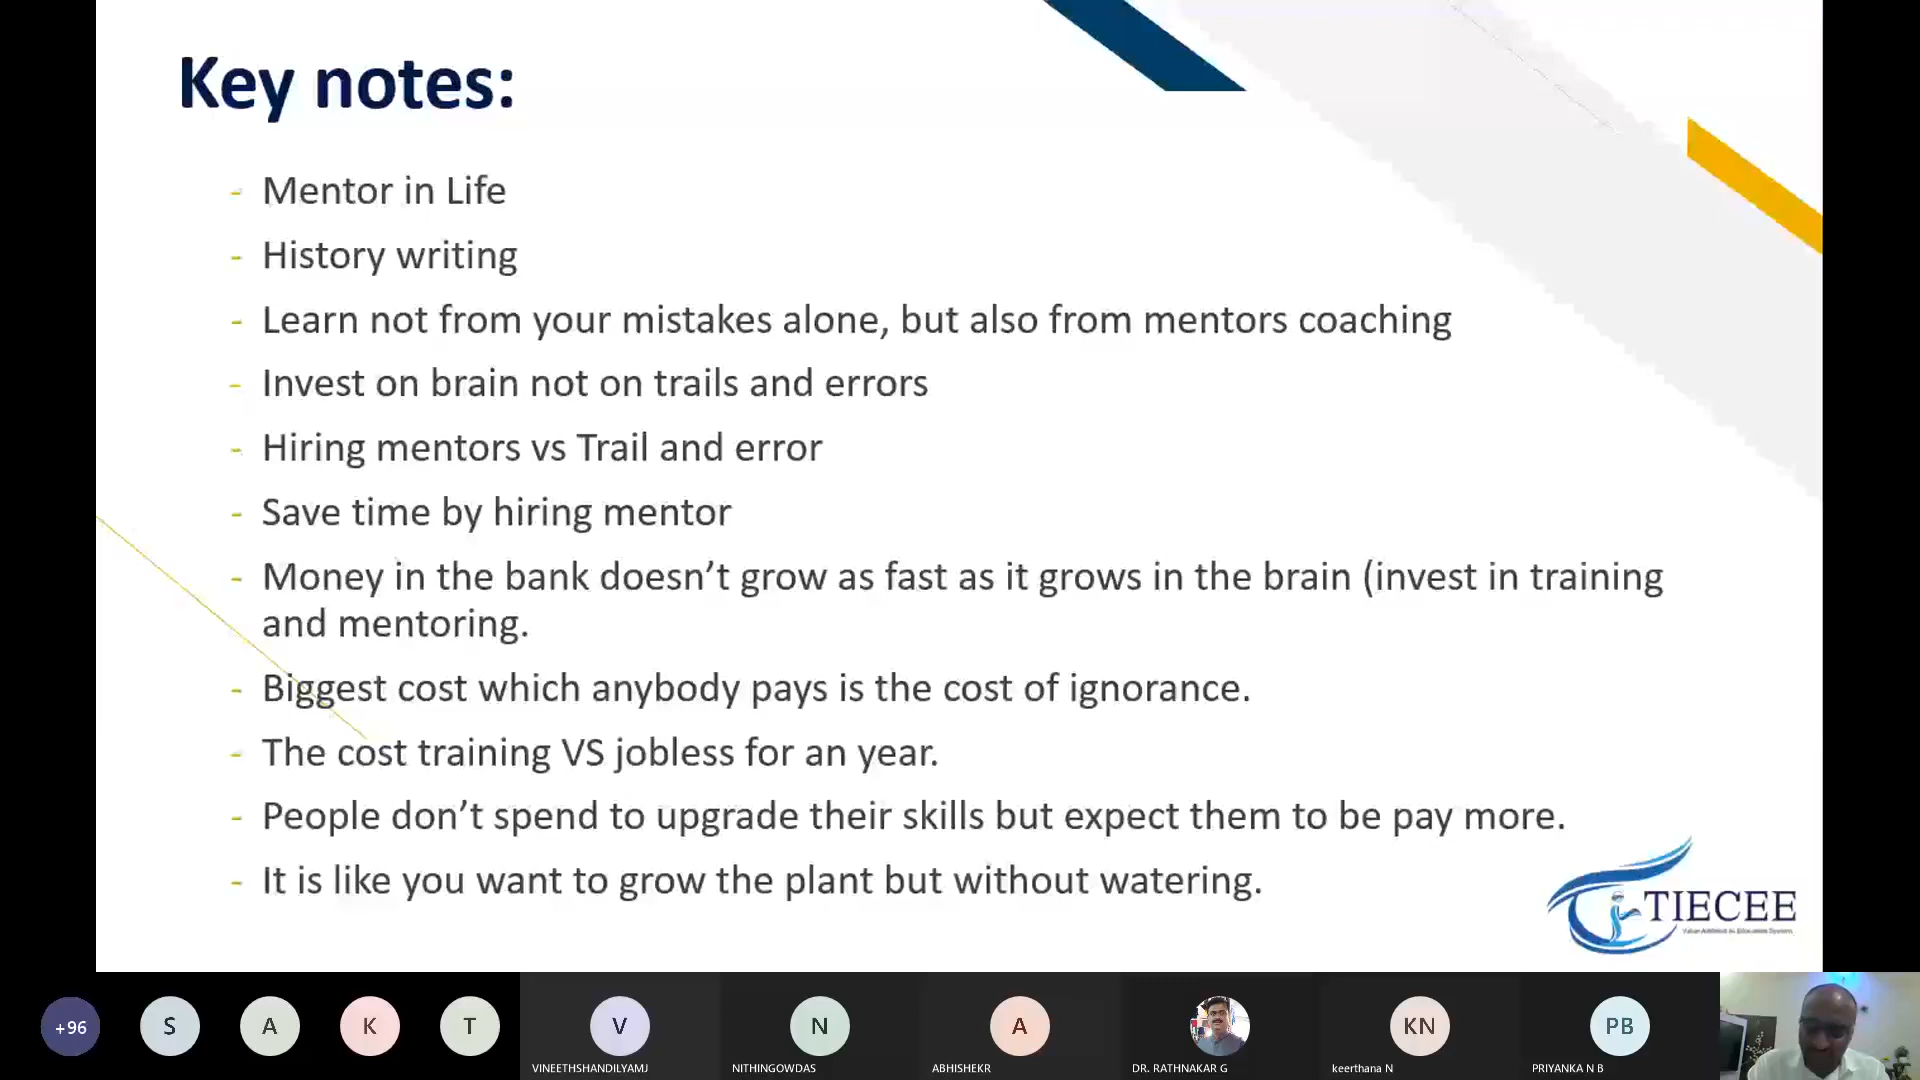 Key notes:
- Mentor in Life
- History writing
- Learn not from your mistakes alone, but also from mentors coaching
- Invest on brain not on trails and errors
- Hiring mentors vs Trail and error
- Save time by hiring mentor
- Money in the bank doesn’t grow as fast as it grows in the brain (invest in training
and mentoring.
- Biggest cost which anybody pays is the cost of ignorance.
- The cost training VS jobless for an year.
- People don’t spend to upgrade their skills but expect them to be pay more.
- It is like you want to grow the plant but without watering.
TIECEE
Value Addition to Education System
+96
S
A
K
T
V
N
A
KN
PB
VINEETHSHANDILYAMJ
NITHINGOWDAS
ABHISHEKR
DR. RATHNAKAR G
keerthana N
PRIYANKA N B